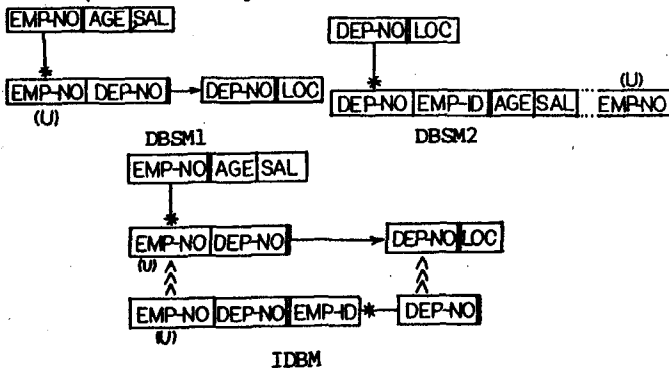 EMP-NO AGE SAL
DEP-NO LOC
EMP-NO DEP-NO DEP-NO LOC
(U)
DEP-NO EMP-ID AGE SAL EMP-NO
(U)
DBSM1
DBSM2
EMP-NO AGE SAL
EMP-NO DEP-NO DEP-NO LOC
(U)
EMP-NO DEP-NO EMP-ID DEP-NO
(U)
IDBM